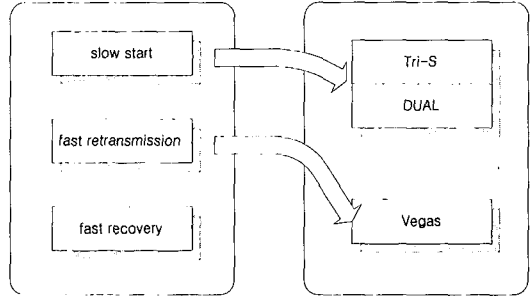 slow start
fast retransmission
fast recovery
Tri-S
DUAL
Vegas